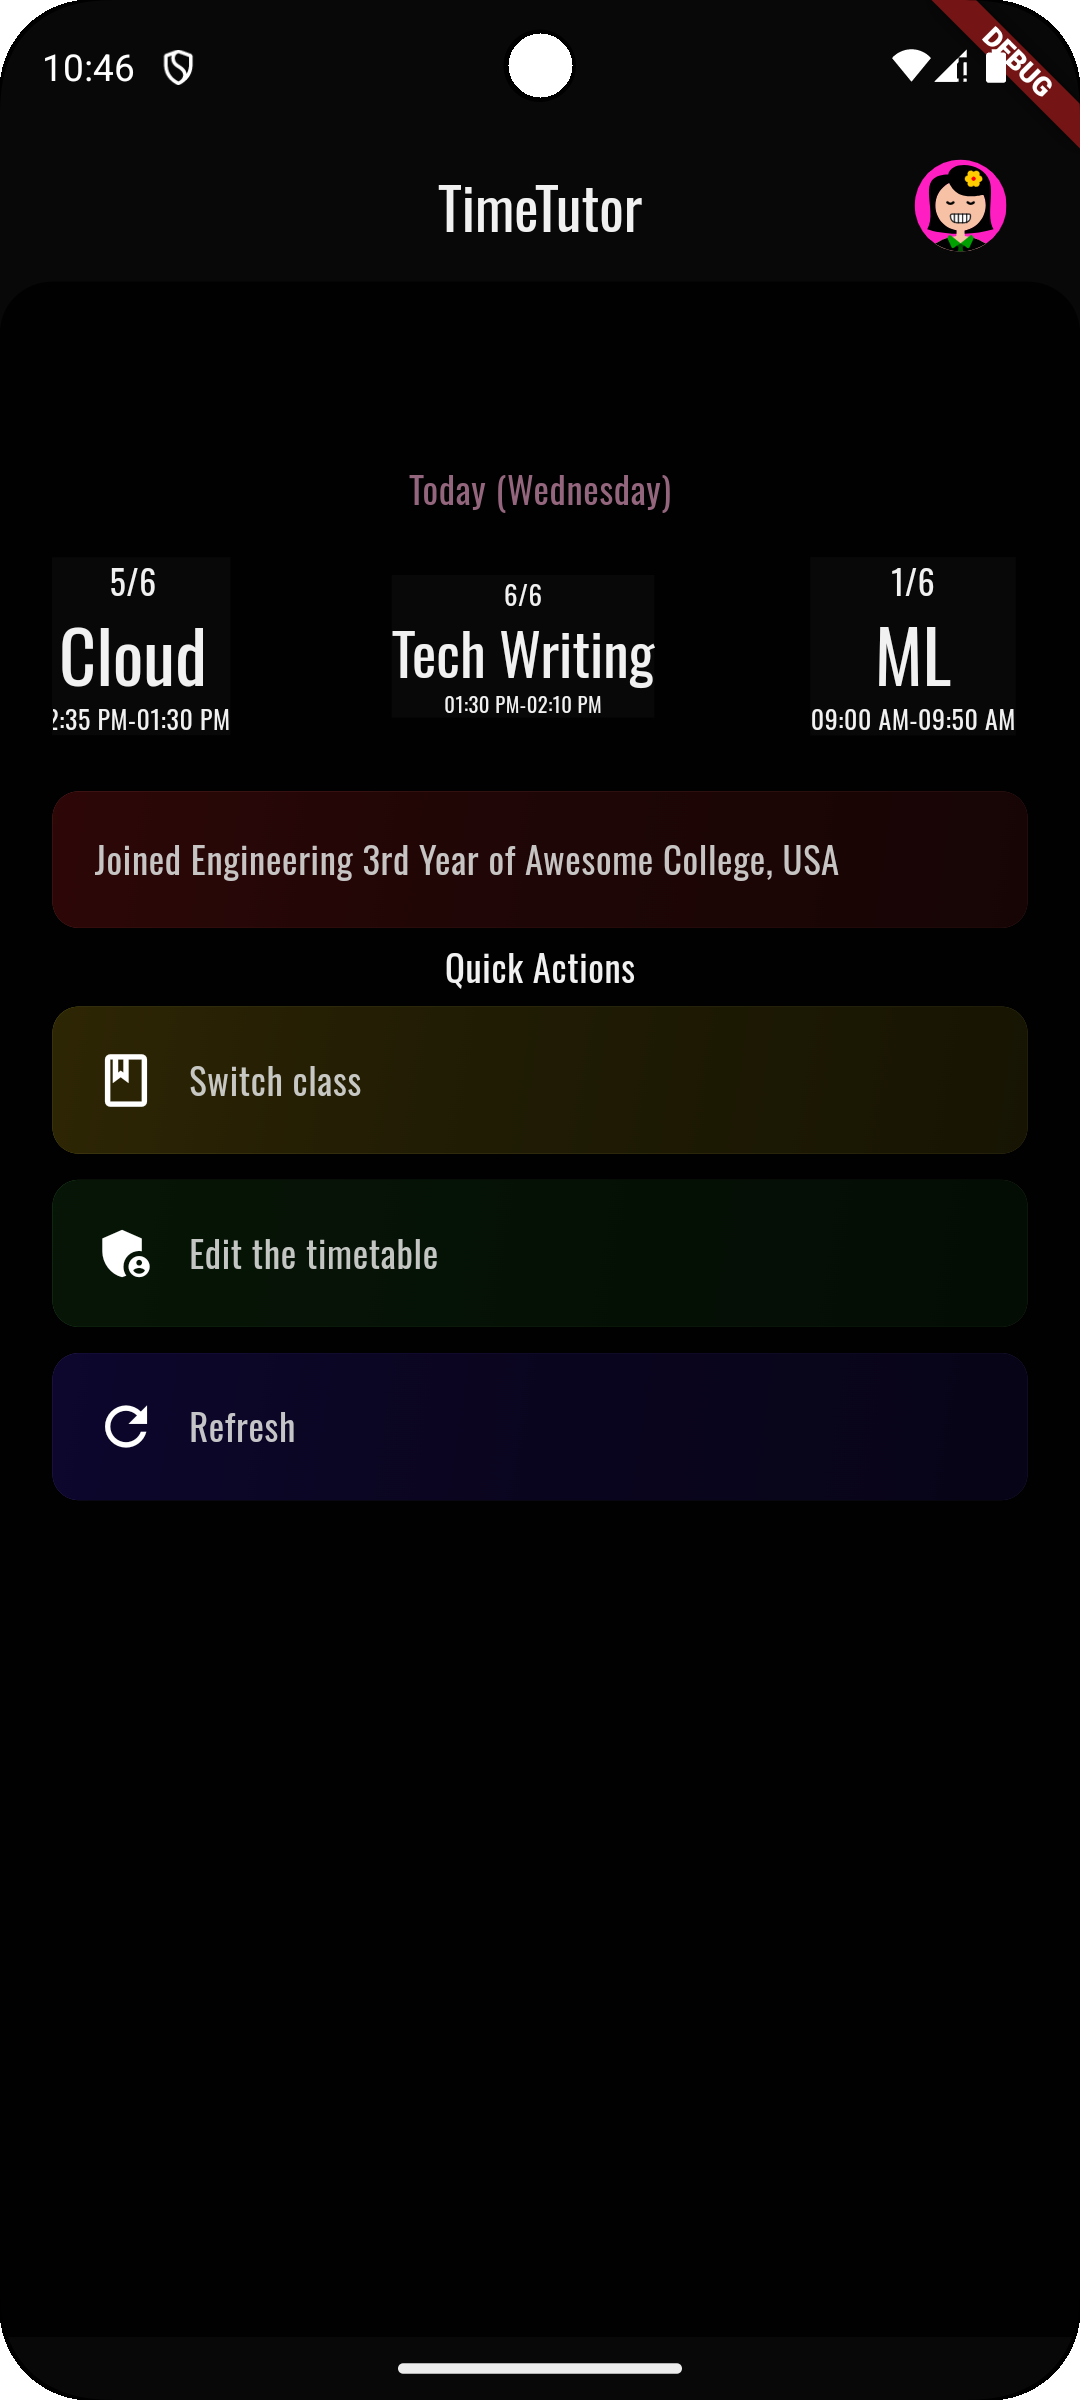 10:46
DEBUG
TimeTutor
Today (Wednesday)
5/6
Cloud
2:35 PM-01:30 PM
6/6
Tech Writing
01:30 PM-02:10 PM
1/6
ML
09:00 AM-09:50 AM
Joined Engineering 3rd Year of Awesome College, USA
Quick Actions
Switch class
Edit the timetable
Refresh